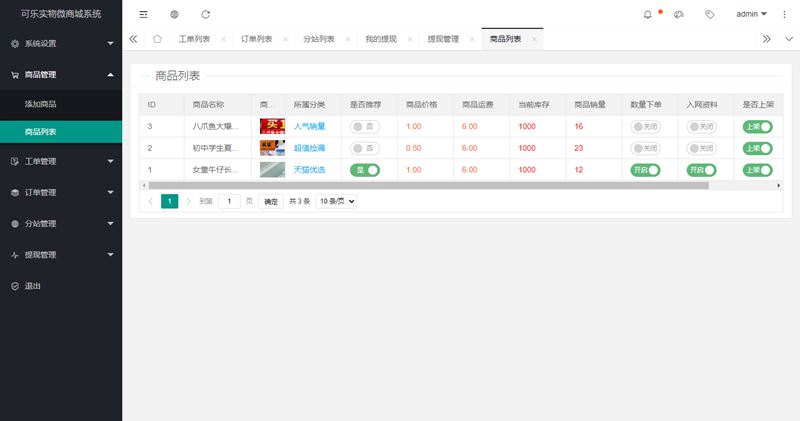 可乐实物微商城系统
admin
系统设置
商品管理
添加商品
商品列表
工单管理
订单管理
分站管理
提现管理
退出
工单列表 订单列表 分站列表 我的提现 提现管理 商品列表
商品列表
ID 商品名称 商… 所属分类 是否推荐 商品价格 商品运费 当前库存 商品销量 数量下单 入网资料 是否上架
3 八爪鱼大爆… 人气销量 否 1.00 6.00 1000 16 关闭 关闭 上架
2 初中学生夏… 超值捡漏 否 0.50 6.00 1000 23 关闭 关闭 上架
1 女童牛仔长… 天猫优选 是 1.00 6.00 1000 12 开启 开启 上架
1 到第 1 页 确定 共 3 条 10 条/页